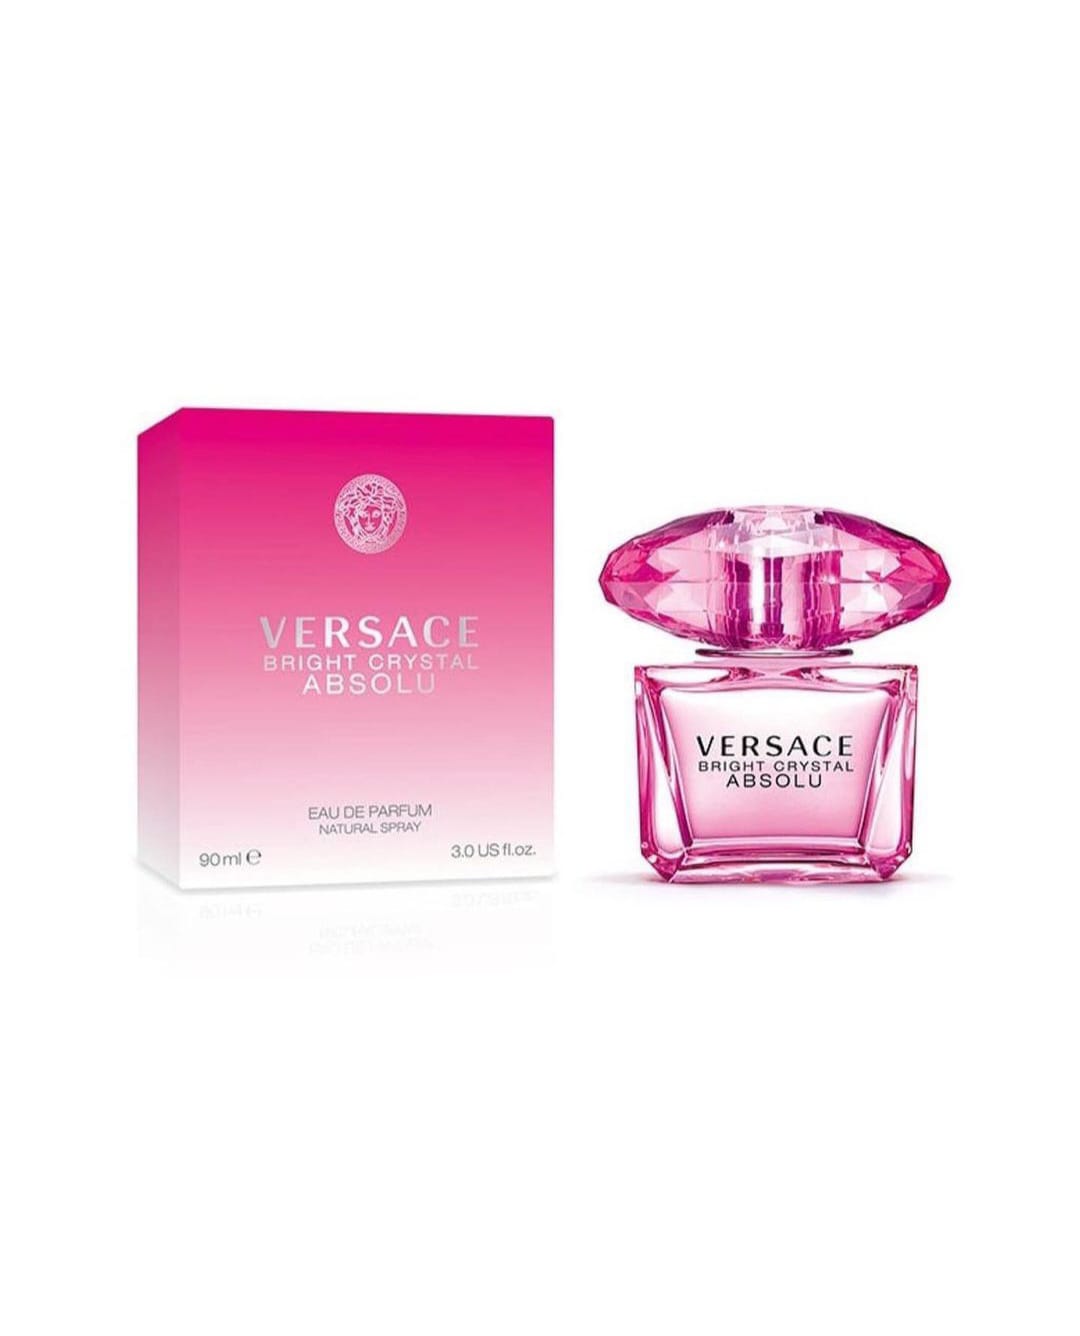 VERSACE
BRIGHT CRYSTAL
ABSOLU
EAU DE PARFUM
NATURAL SPRAY
90 ml ℮
3.0 US fl.oz.
VERSACE
BRIGHT CRYSTAL
ABSOLU